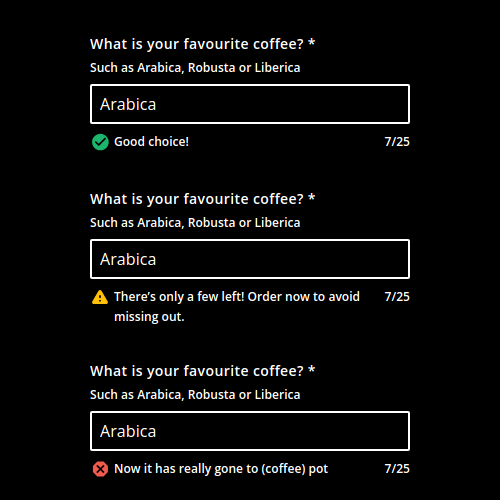 What is your favourite coffee? *
Such as Arabica, Robusta or Liberica
Arabica
Good choice! 7/25
What is your favourite coffee? *
Such as Arabica, Robusta or Liberica
Arabica
There’s only a few left! Order now to avoid 7/25
missing out.
What is your favourite coffee? *
Such as Arabica, Robusta or Liberica
Arabica
Now it has really gone to (coffee) pot 7/25